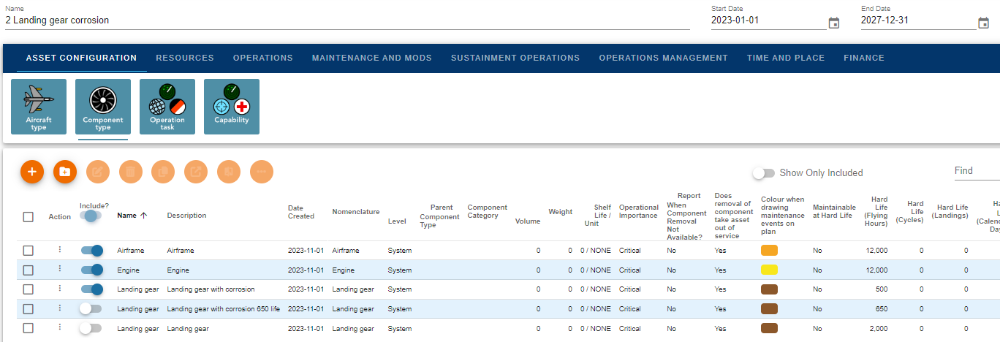 Name
2 Landing gear corrosion
Start Date
2023-01-01
End Date
2027-12-31
ASSET CONFIGURATION RESOURCES OPERATIONS MAINTENANCE AND MODS SUSTAINMENT OPERATIONS OPERATIONS MANAGEMENT TIME AND PLACE FINANCE
Aircraft
type
Component
type
Operation
task
Capability
Show Only Included
Find
Action
Include?
Name
Description
Date
Created
Nomenclature
Level
Parent
Component
Type
Component
Category
Volume
Weight
Shelf
Life /
Unit
Operational
Importance
Report
When
Component
Removal
Not
Available?
Does
removal of
component
take asset
out of
service
Colour when
drawing
maintenance
events on
plan
Maintainable
at Hard Life
Hard
Life
(Flying
Hours)
Hard
Life
(Cycles)
Hard Life
(Landings)
Airframe Airframe 2023-11-01 Airframe System 0 0 0 / NONE Critical No Yes No 12,000 0 0
Engine Engine 2023-11-01 Engine System 0 0 0 / NONE Critical No Yes No 12,000 0 0
Landing gear Landing gear with corrosion 2023-11-01 Landing gear System 0 0 0 / NONE Critical No Yes No 500 0 0
Landing gear Landing gear with corrosion 650 life 2023-11-01 Landing gear System 0 0 0 / NONE Critical No Yes No 650 0 0
Landing gear Landing gear 2023-11-01 Landing gear System 0 0 0 / NONE Critical No Yes No 2,000 0 0